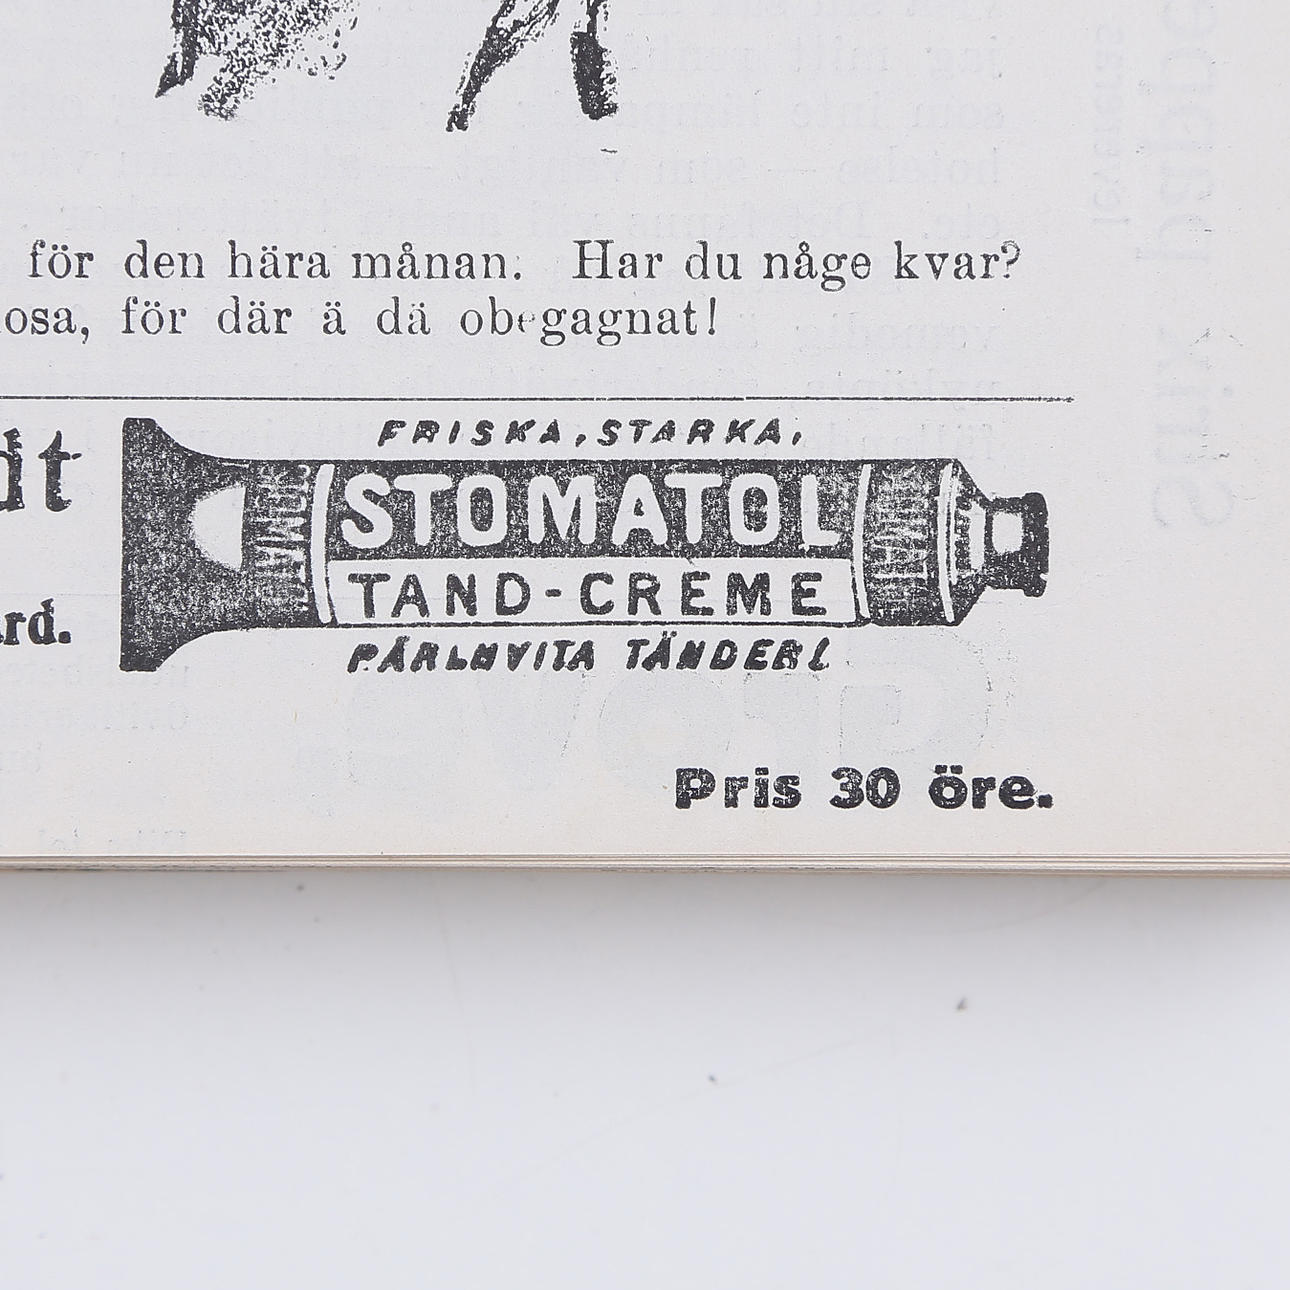 för den hära månan. Har du någe kvar?
osa, för där ä dä obegagnat!
dt
rd.
FRISKA, STARKA,
STOMATOL
TAND-CREME
PÄRLHVITA TÄNDER!
Pris 30 öre.